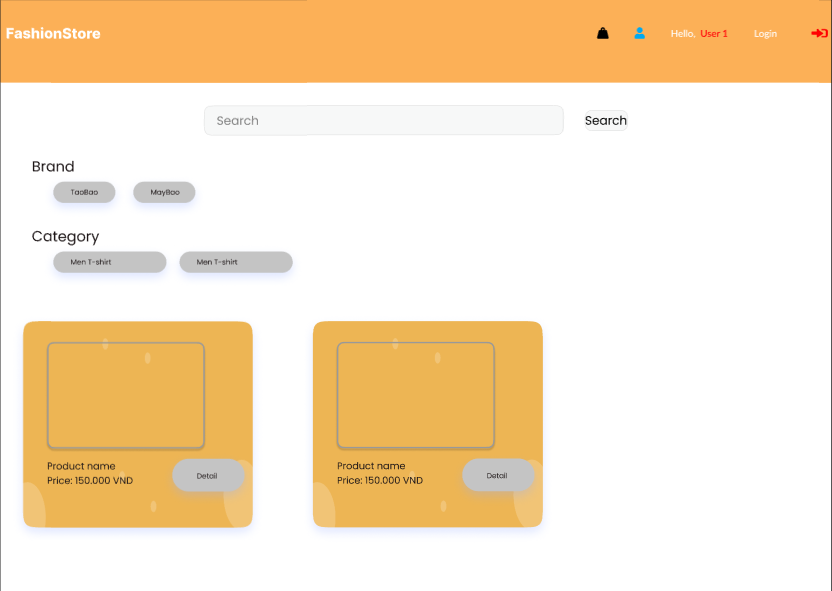 FashionStore
Hello, User 1 Login
Search Search
Brand
TaoBao MayBoo
Category
Men T-shirt Men T-shirt
Product name Product name
Price: 150.000 VND Detail Price: 150.000 VND Detail